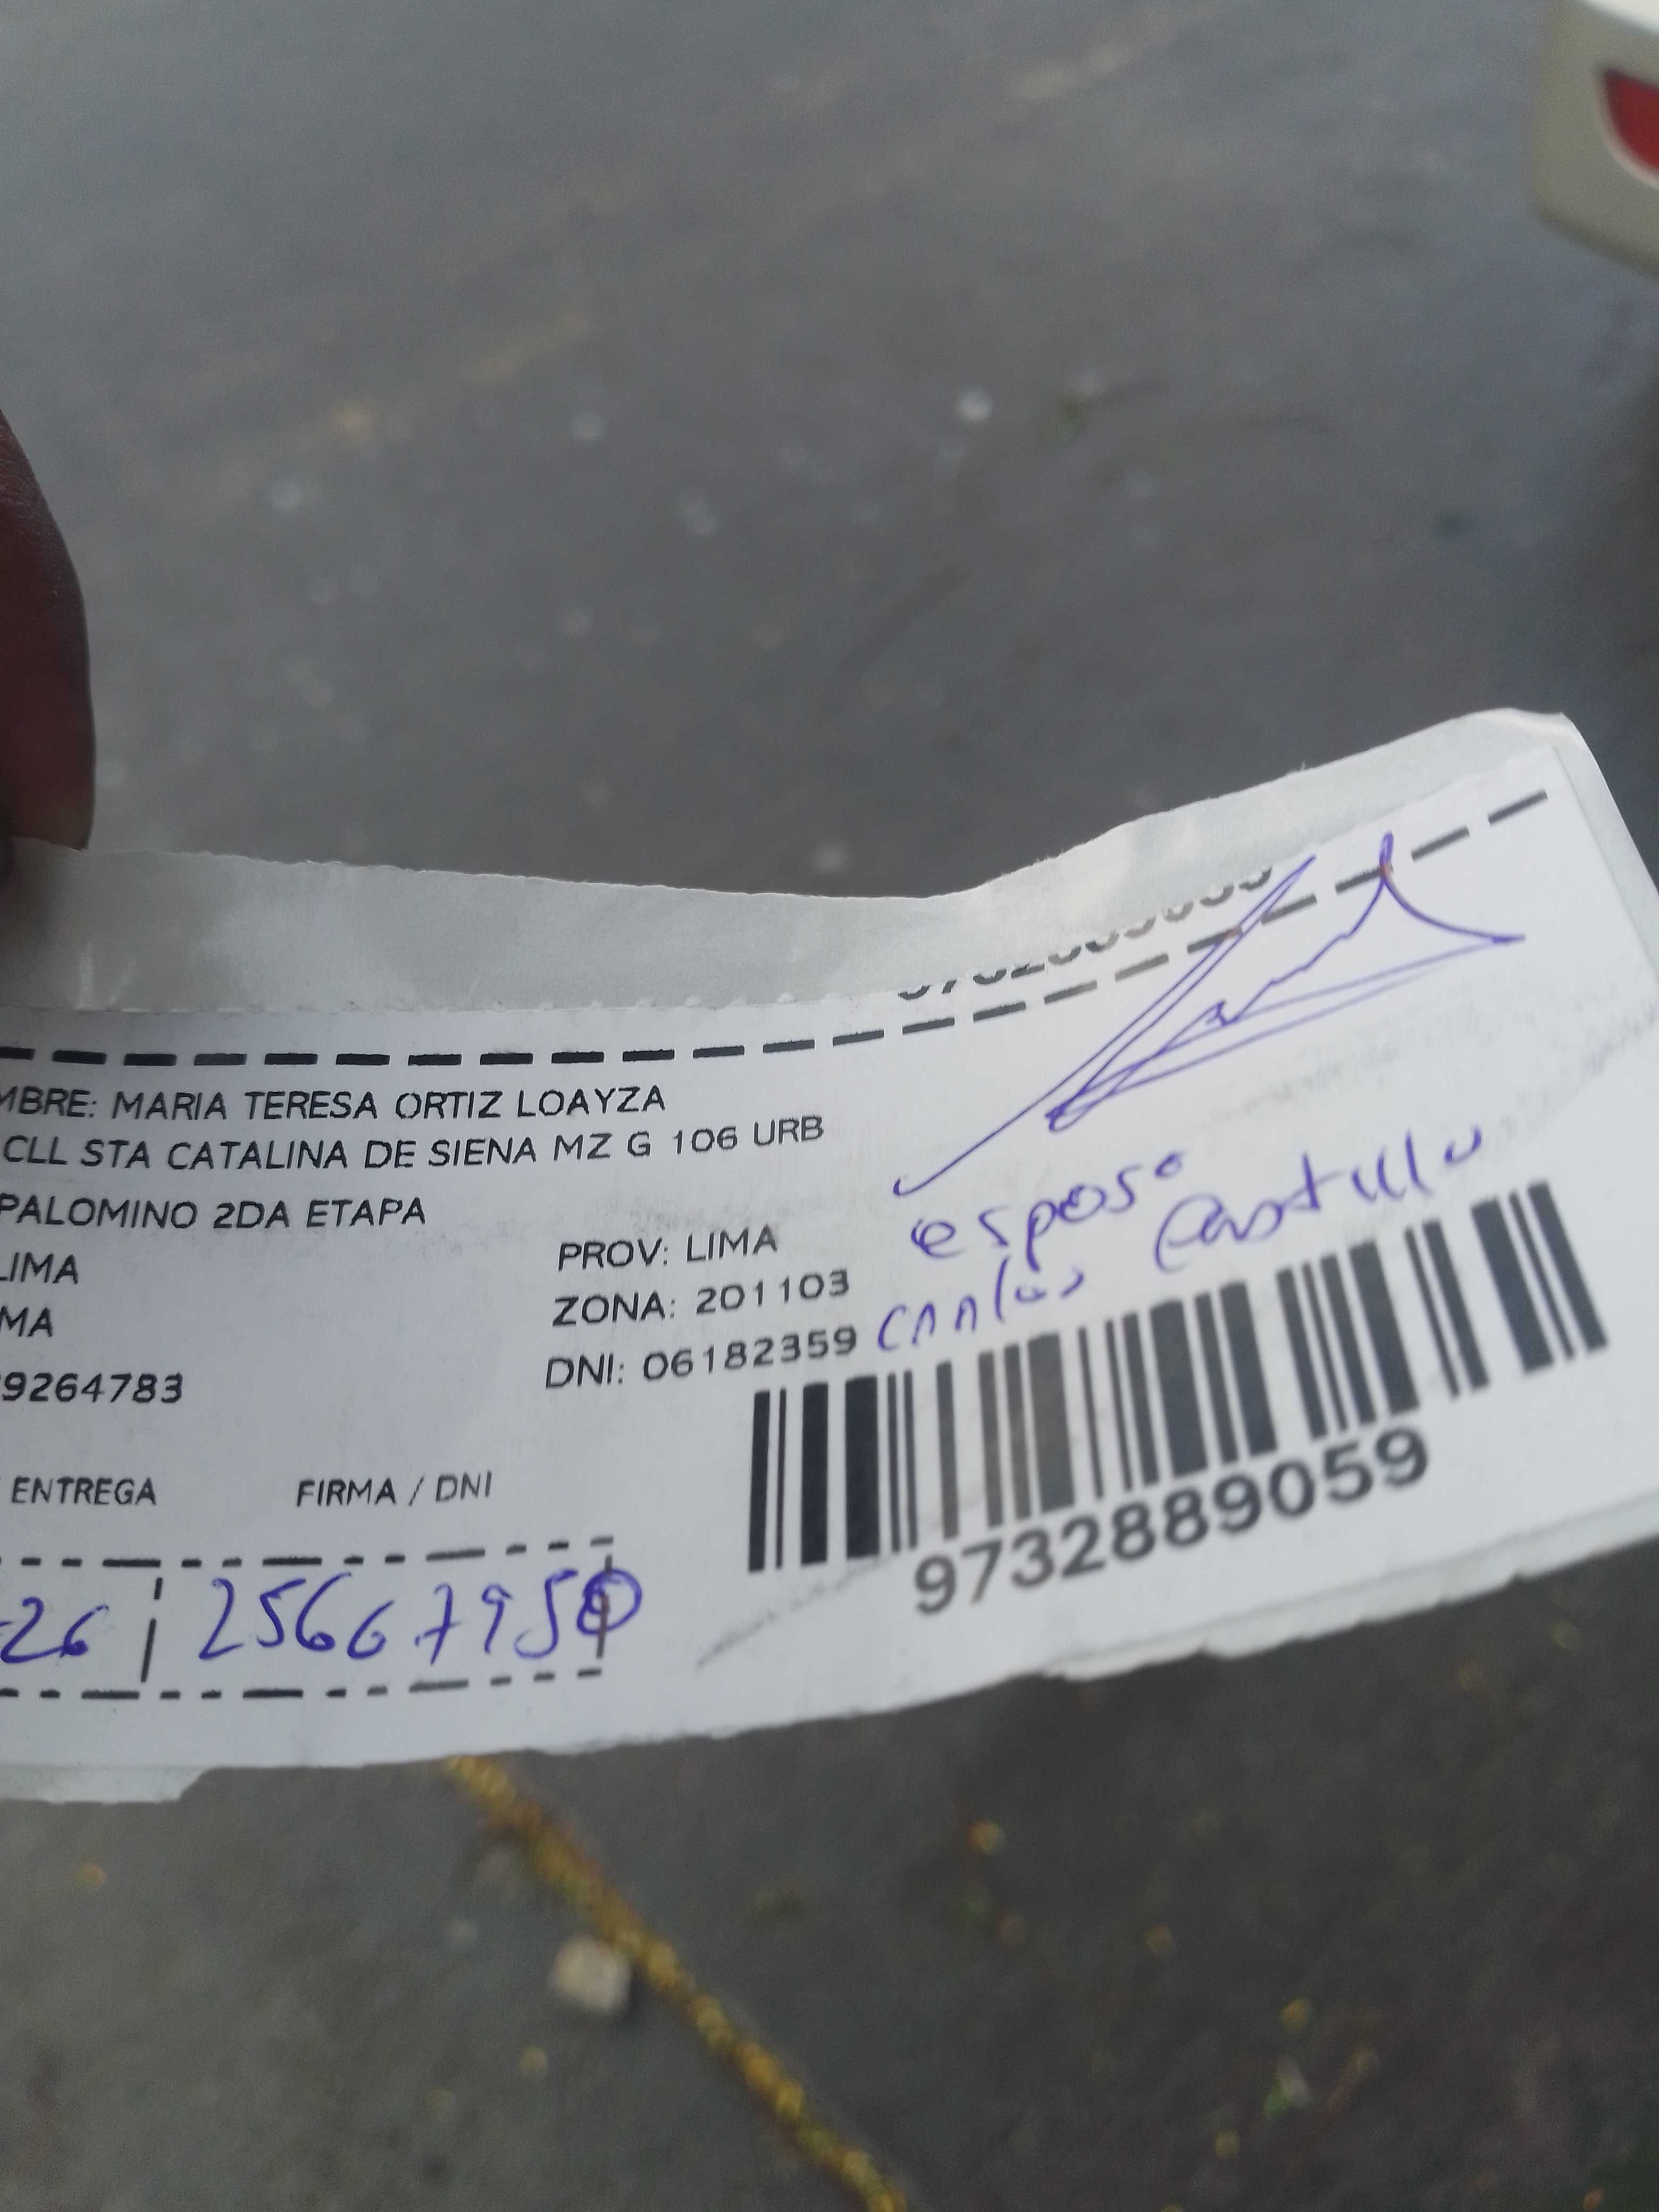 MBRE: MARIA TERESA ORTIZ LOAYZA
CLL STA CATALINA DE SIENA MZ G 106 URB
PALOMINO 2DA ETAPA
LIMA PROV: LIMA
MA ZONA: 201103
9264783 DNI: 06182359
esposo
Carlos Castillo
ENTREGA FIRMA / DNI
26 25667950
9732889059